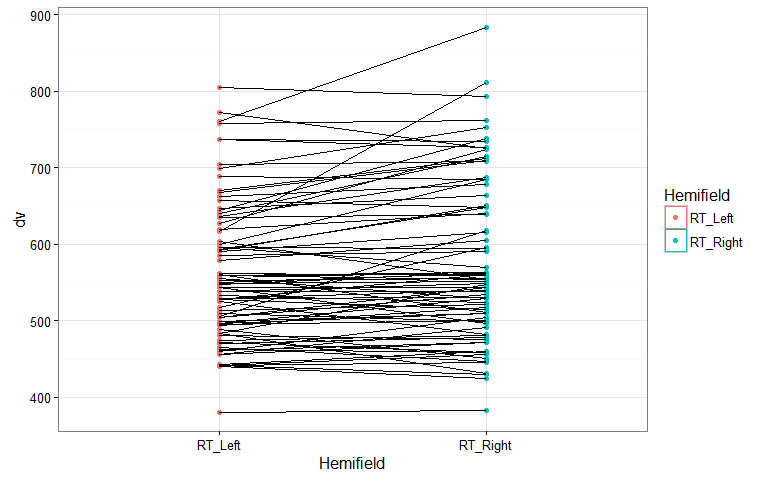 900
800
700
600
500
400
dv
RT_Left
RT_Right
Hemifield
Hemifield
RT_Left
RT_Right